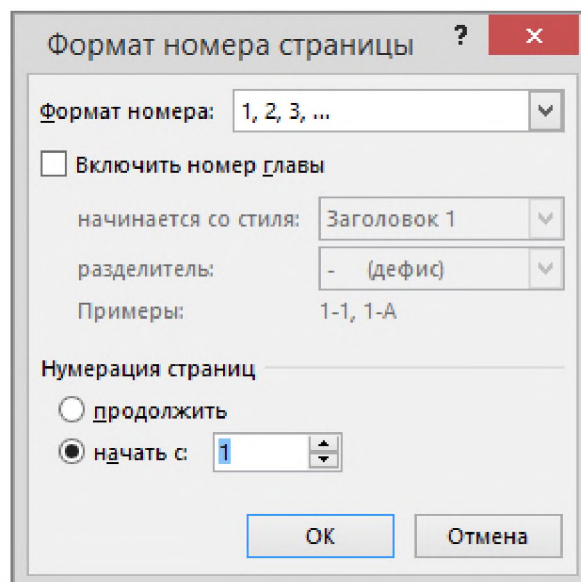 Формат номера страницы ? ×
Формат номера: 1, 2, 3, ...
Включить номер главы
начинается со стиля: Заголовок 1
разделитель: - (дефис)
Примеры: 1-1, 1-A
Нумерация страниц
продолжить
начать с: 1
ОК Отмена